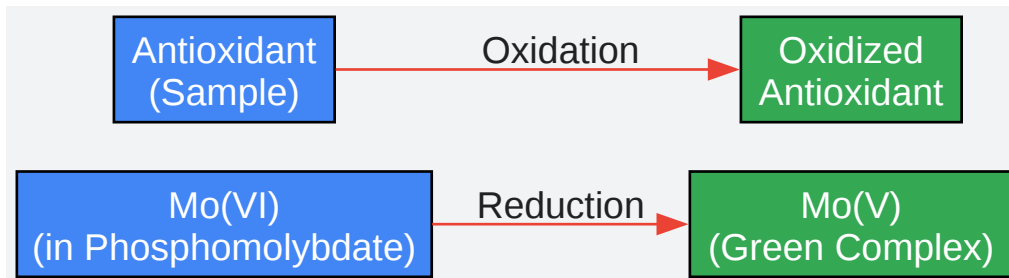 Antioxidant
(Sample)
Oxidation
Oxidized
Antioxidant
Mo(VI)
(in Phosphomolybdate)
Reduction
Mo(V)
(Green Complex)